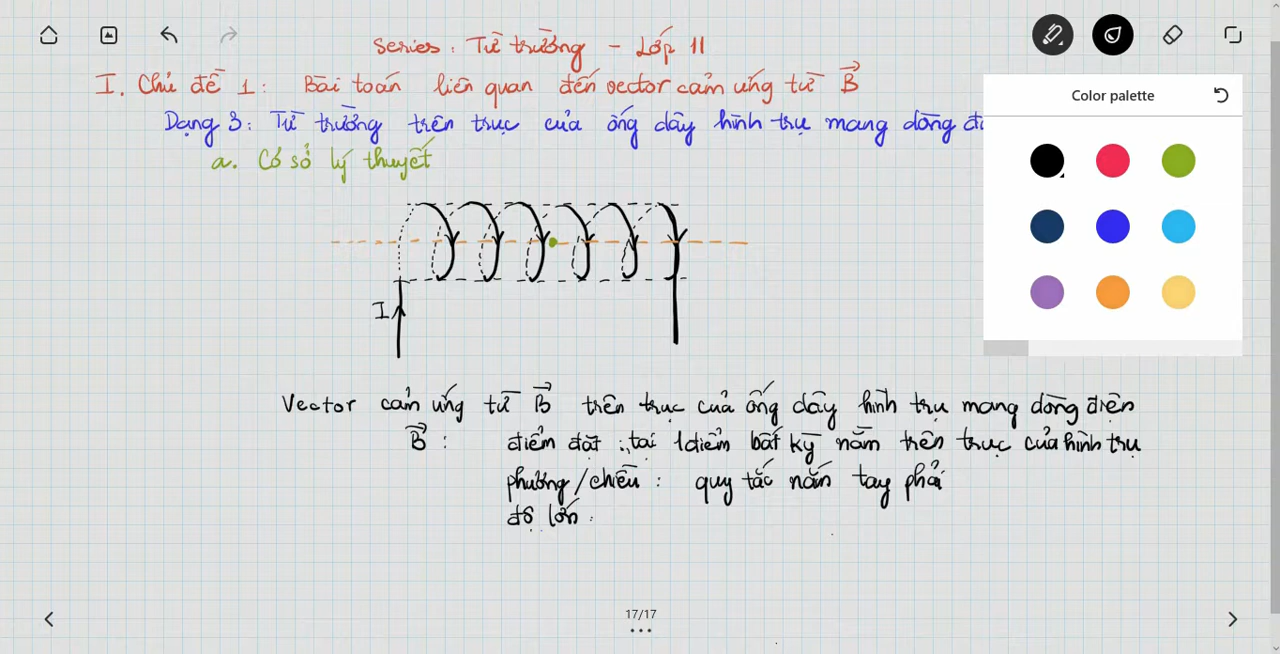 Series: Từ trường - Lớp 11
I. Chủ đề 1: Bài toán liên quan đến vector cảm ứng từ B
Color palette
Dạng 3: Từ trường trên trục của ống dây hình trụ mang dòng
a. Cơ sở lý thuyết
I
Vector cảm ứng từ B trên trục của ống dây hình trụ mang dòng điện
B: điểm đặt: tại 1 điểm bất kỳ nằm trên trục của hình trụ
phương/chiều: quy tắc nắm tay phải
độ lớn:
17/17